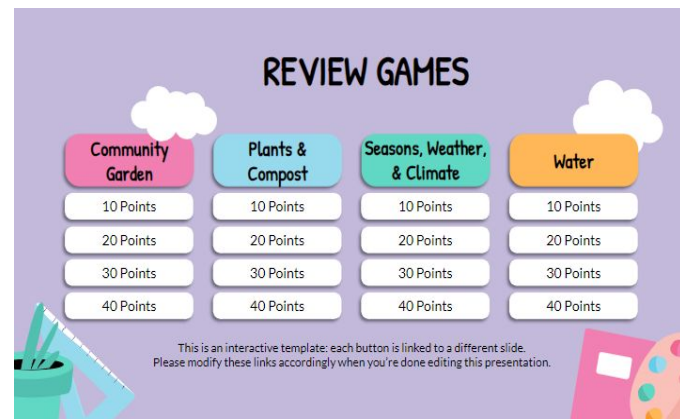 REVIEW GAMES
Community
Garden
Plants &
Compost
Seasons, Weather,
& Climate
Water
10 Points
10 Points
10 Points
10 Points
20 Points
20 Points
20 Points
20 Points
30 Points
30 Points
30 Points
30 Points
40 Points
40 Points
40 Points
40 Points
This is an interactive template: each button is linked to a different slide.
Please modify these links accordingly when you're done editing this presentation.